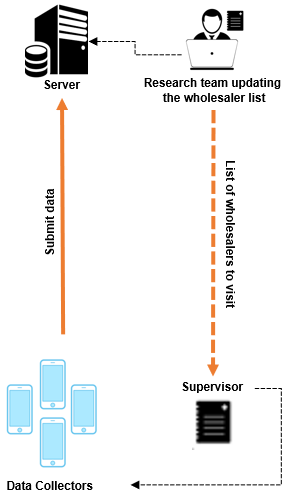 Server
Research team updating
the wholesaler list
Submit data
List of wholesalers to visit
Supervisor
Data Collectors